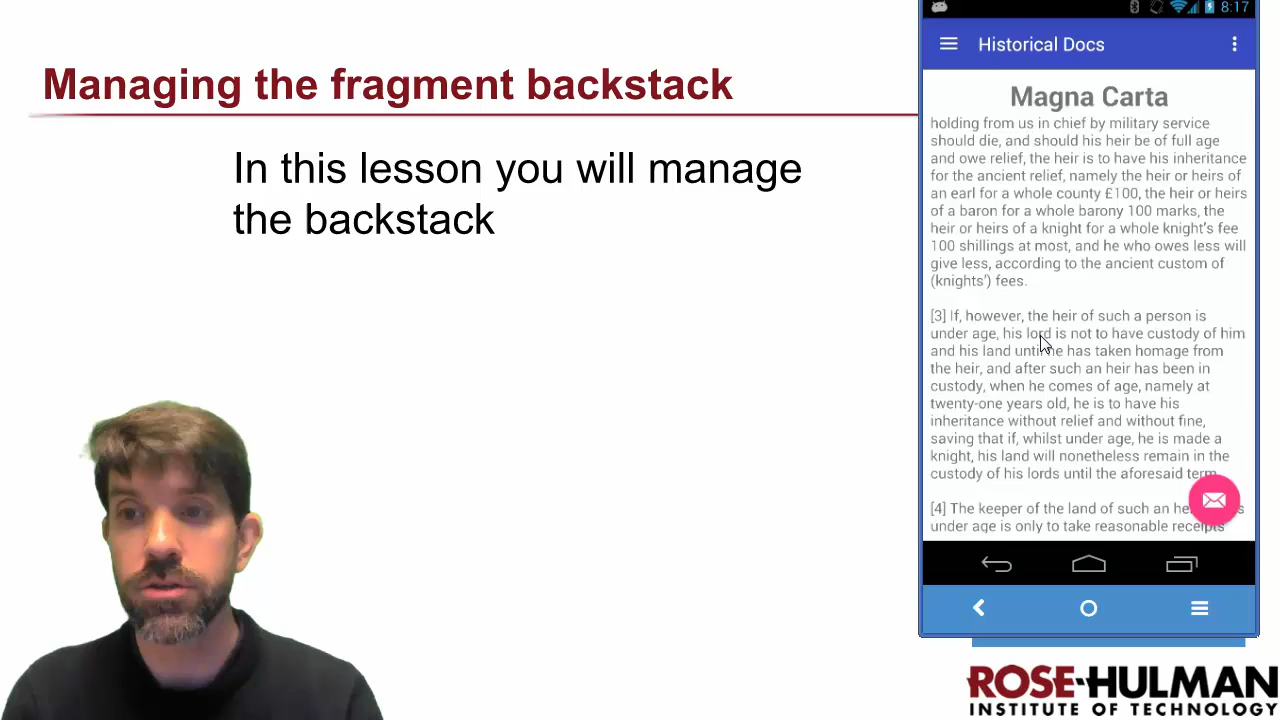 Managing the fragment backstack
In this lesson you will manage
the backstack
8:17
Historical Docs
Magna Carta
holding from us in chief by military service
should die, and should his heir be of full age
and owe relief, the heir is to have his inheritance
for the ancient relief, namely the heir or heirs of
an earl for a whole county £100, the heir or heirs
of a baron for a whole barony 100 marks, the
heir or heirs of a knight for a whole knight's fee
100 shillings at most, and he who owes less will
give less, according to the ancient custom of
(knights') fees.
[3] If, however, the heir of such a person is
under age, his lord is not to have custody of him
and his land until he has taken homage from
the heir, and after such an heir has been in
custody, when he comes of age, namely at
twenty-one years old, he is to have his
inheritance without relief and without fine,
saving that if, whilst under age, he is made a
knight, his land will nonetheless remain in the
custody of his lords until the aforesaid term.
[4] The keeper of the land of such an
under age is only to take reasonable receipts
ROSE-HULMAN
INSTITUTE OF TECHNOLOGY